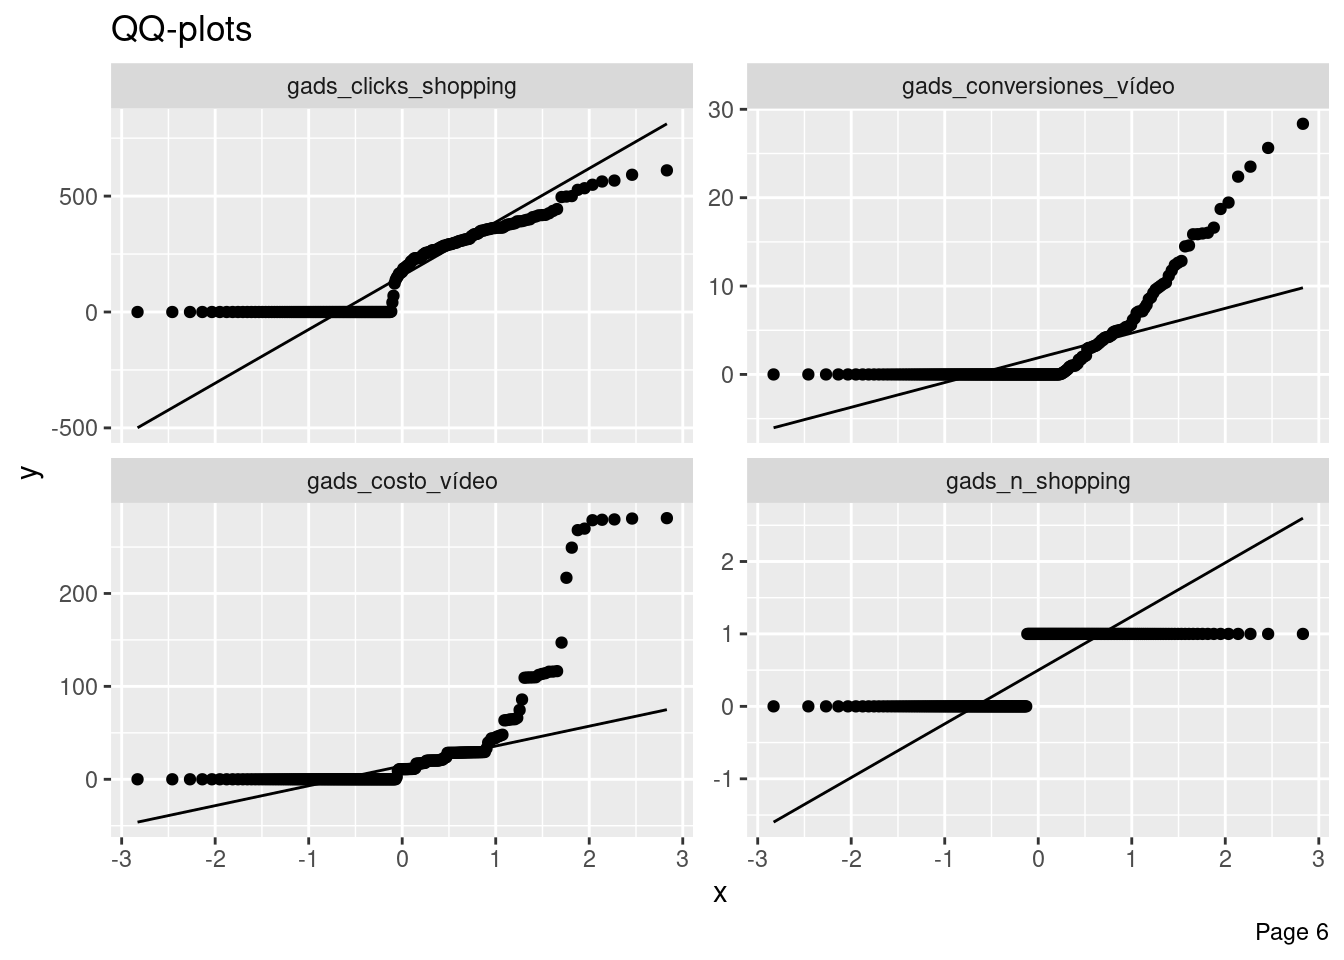 QQ-plots
gads_clicks_shopping
gads_conversiones_vídeo
500
0
-500
30
20
10
0
y
gads_costo_vídeo
gads_n_shopping
200
100
0
2
1
0
-1
-3 -2 -1 0 1 2 3
-3 -2 -1 0 1 2 3
x
Page 6